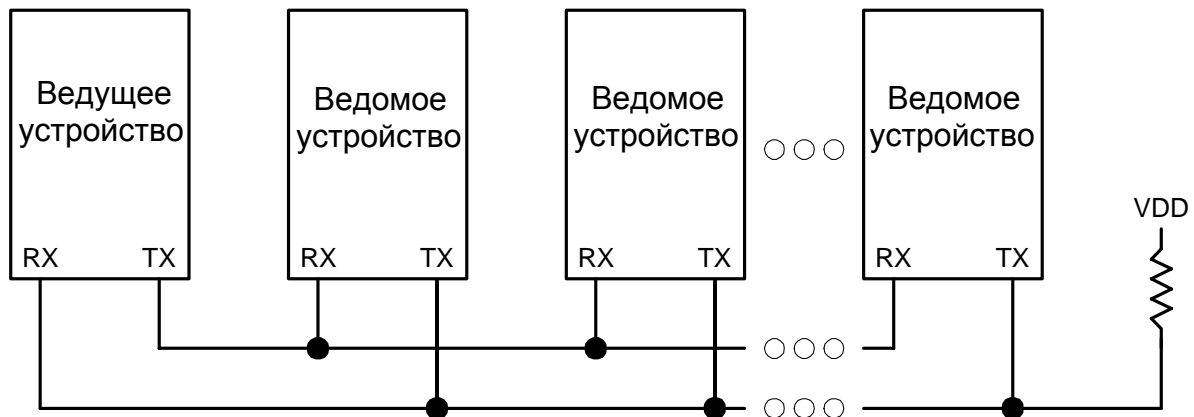 Ведущее
устройство
RX TX
Ведомое
устройство
RX TX
Ведомое
устройство
RX TX
Ведомое
устройство
RX TX
VDD